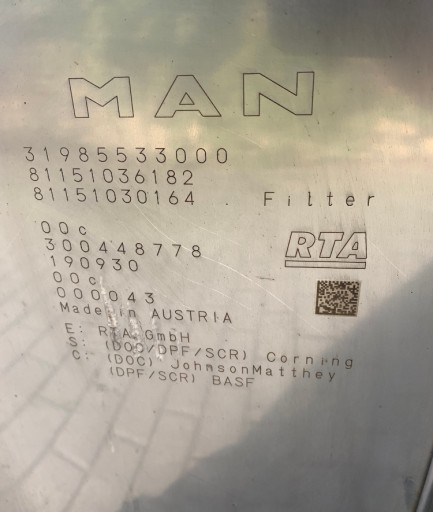 MAN
31985533000
81151036182
81151030164 Filter
00c
300448778
RTA
190930
00c
000043
Made in AUSTRIA
E: RTA GmbH
S: (DOC/DPF/SCR) Corning
C: (DOC) JohnsonMatthey
(DPF/SCR) BASF